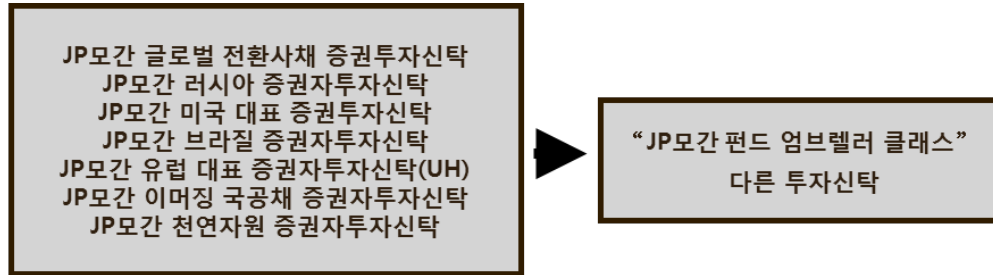 JP모간 글로벌 전환사채 증권투자신탁
JP모간 러시아 증권자투자신탁
JP모간 미국 대표 증권투자신탁
JP모간 브라질 증권자투자신탁
JP모간 유럽 대표 증권자투자신탁(UH)
JP모간 이머징 국공채 증권자투자신탁
JP모간 천연자원 증권자투자신탁
“JP모간 펀드 엄브렐러 클래스”
다른 투자신탁